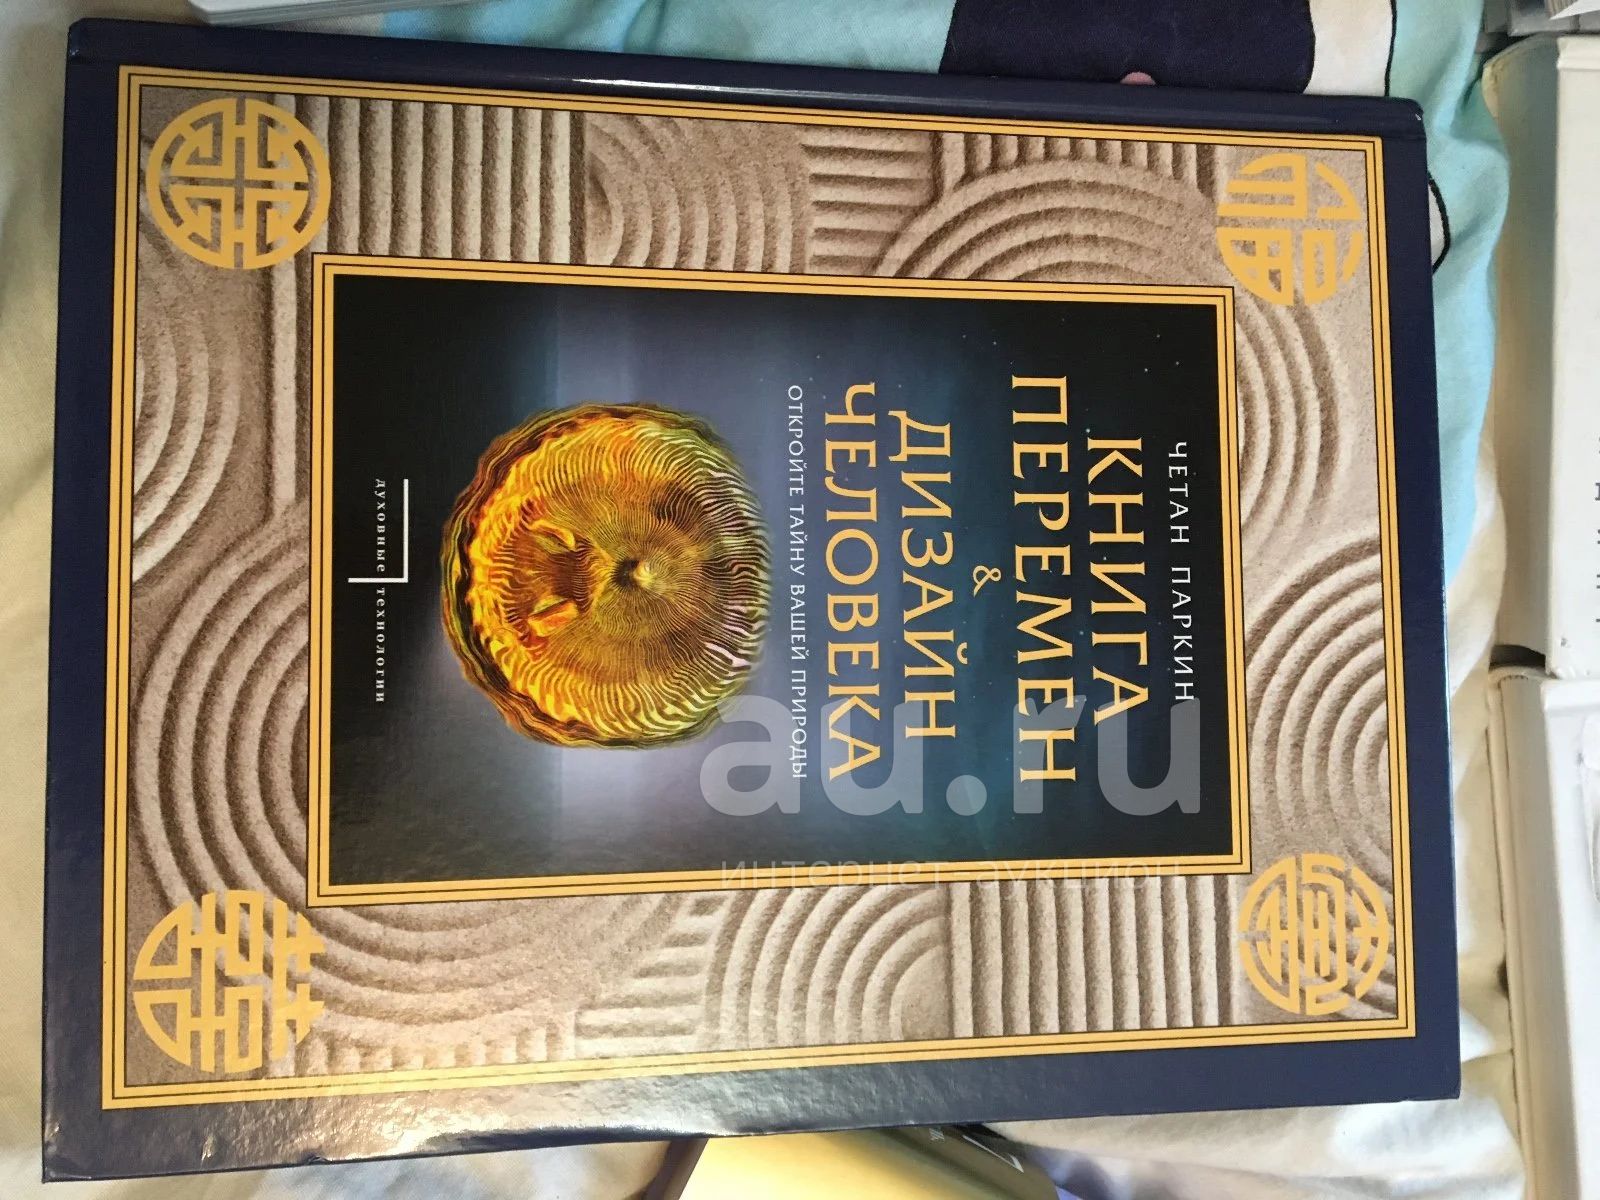 ЧЕТАН ПАРКИН
КНИГА
ПЕРЕМЕН
&
ДИЗАЙН
ЧЕЛОВЕКА
ОТКРОЙТЕ ТАЙНУ ВАШЕЙ ПРИРОДЫ
духовные технологии
au.ru
интернет-аукцион